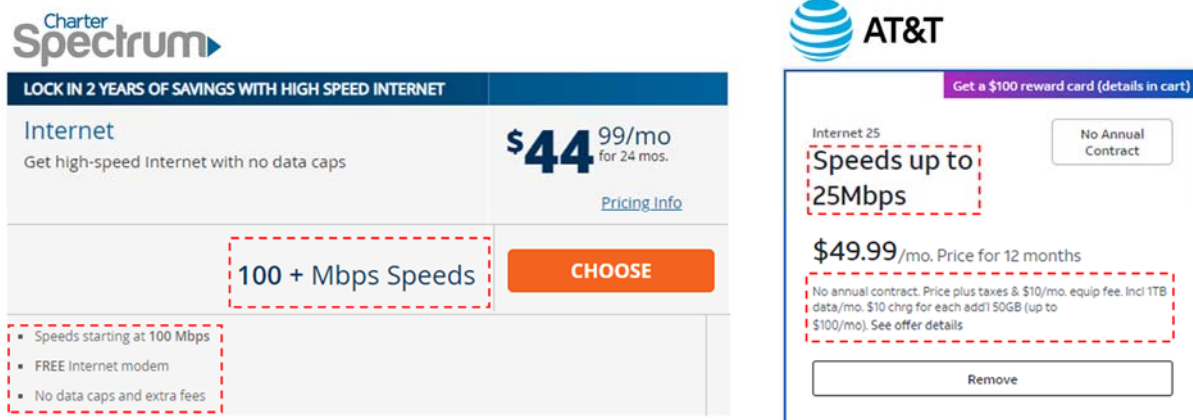 Charter
Spectrum
LOCK IN 2 YEARS OF SAVINGS WITH HIGH SPEED INTERNET
Internet
Get high-speed Internet with no data caps
$44 99/mo
for 24 mos.
Pricing Info
100 + Mbps Speeds
CHOOSE
▪ Speeds starting at 100 Mbps
▪ FREE Internet modem
▪ No data caps and extra fees
AT&T
Get a $100 reward card (details in cart)
Internet 25
No Annual
Contract
Speeds up to
25Mbps
$49.99/mo. Price for 12 months
No annual contract. Price plus taxes & $10/mo. equip fee. Incl 1TB
data/mo. $10 chrg for each add'l 50GB (up to
$100/mo). See offer details
Remove